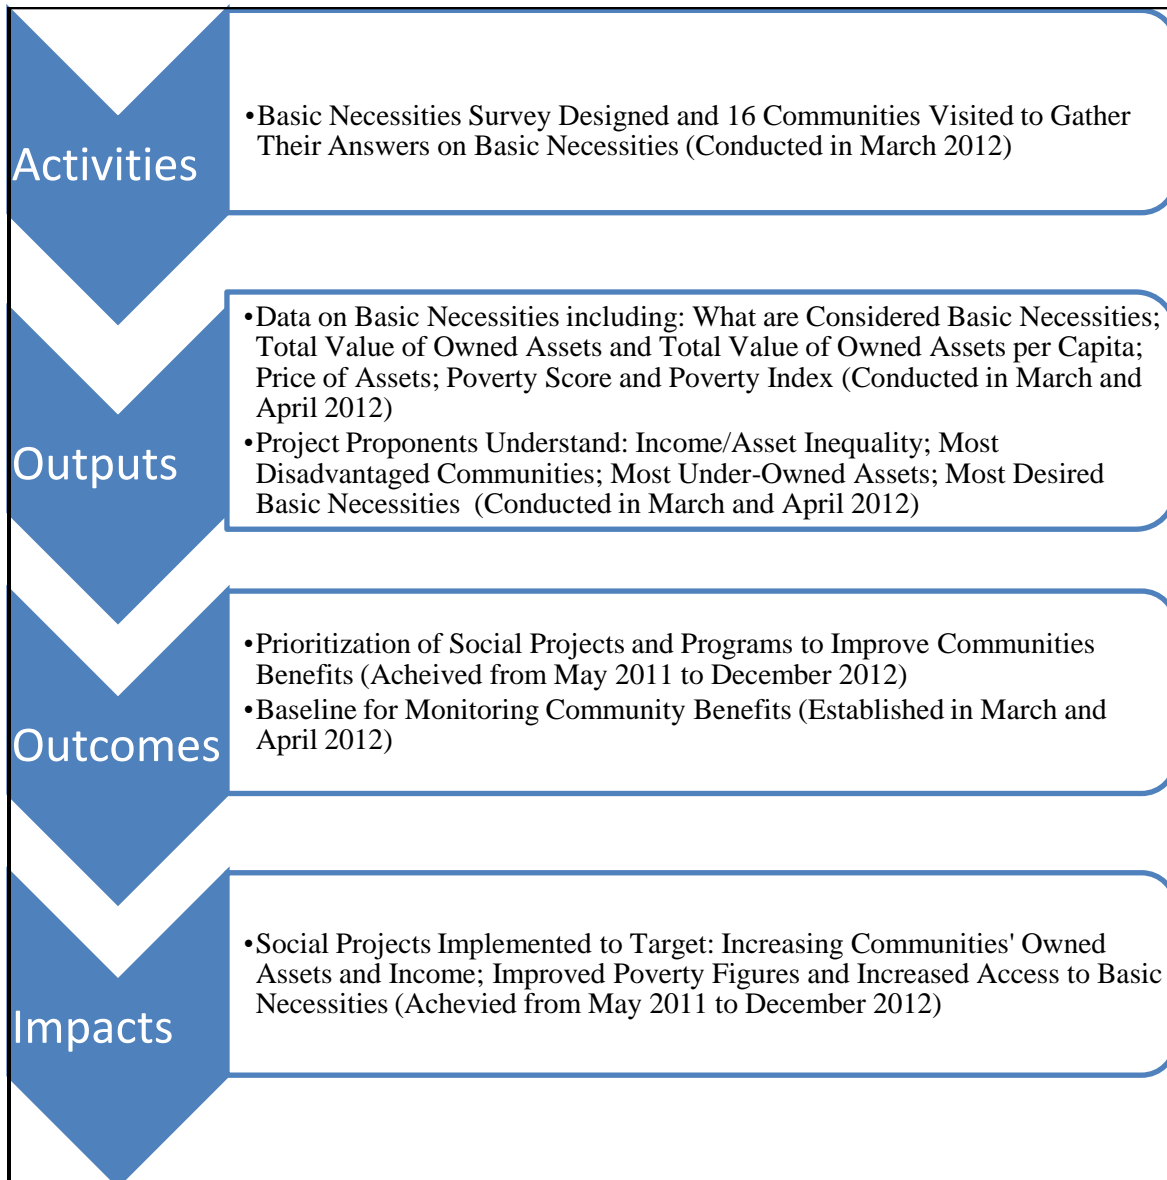 Activities
•Basic Necessities Survey Designed and 16 Communities Visited to Gather
Their Answers on Basic Necessities (Conducted in March 2012)
Outputs
•Data on Basic Necessities including: What are Considered Basic Necessities;
Total Value of Owned Assets and Total Value of Owned Assets per Capita;
Price of Assets; Poverty Score and Poverty Index (Conducted in March and
April 2012)
•Project Proponents Understand: Income/Asset Inequality; Most
Disadvantaged Communities; Most Under-Owned Assets; Most Desired
Basic Necessities (Conducted in March and April 2012)
Outcomes
•Prioritization of Social Projects and Programs to Improve Communities
Benefits (Acheived from May 2011 to December 2012)
•Baseline for Monitoring Community Benefits (Established in March and
April 2012)
Impacts
•Social Projects Implemented to Target: Increasing Communities' Owned
Assets and Income; Improved Poverty Figures and Increased Access to Basic
Necessities (Achevied from May 2011 to December 2012)